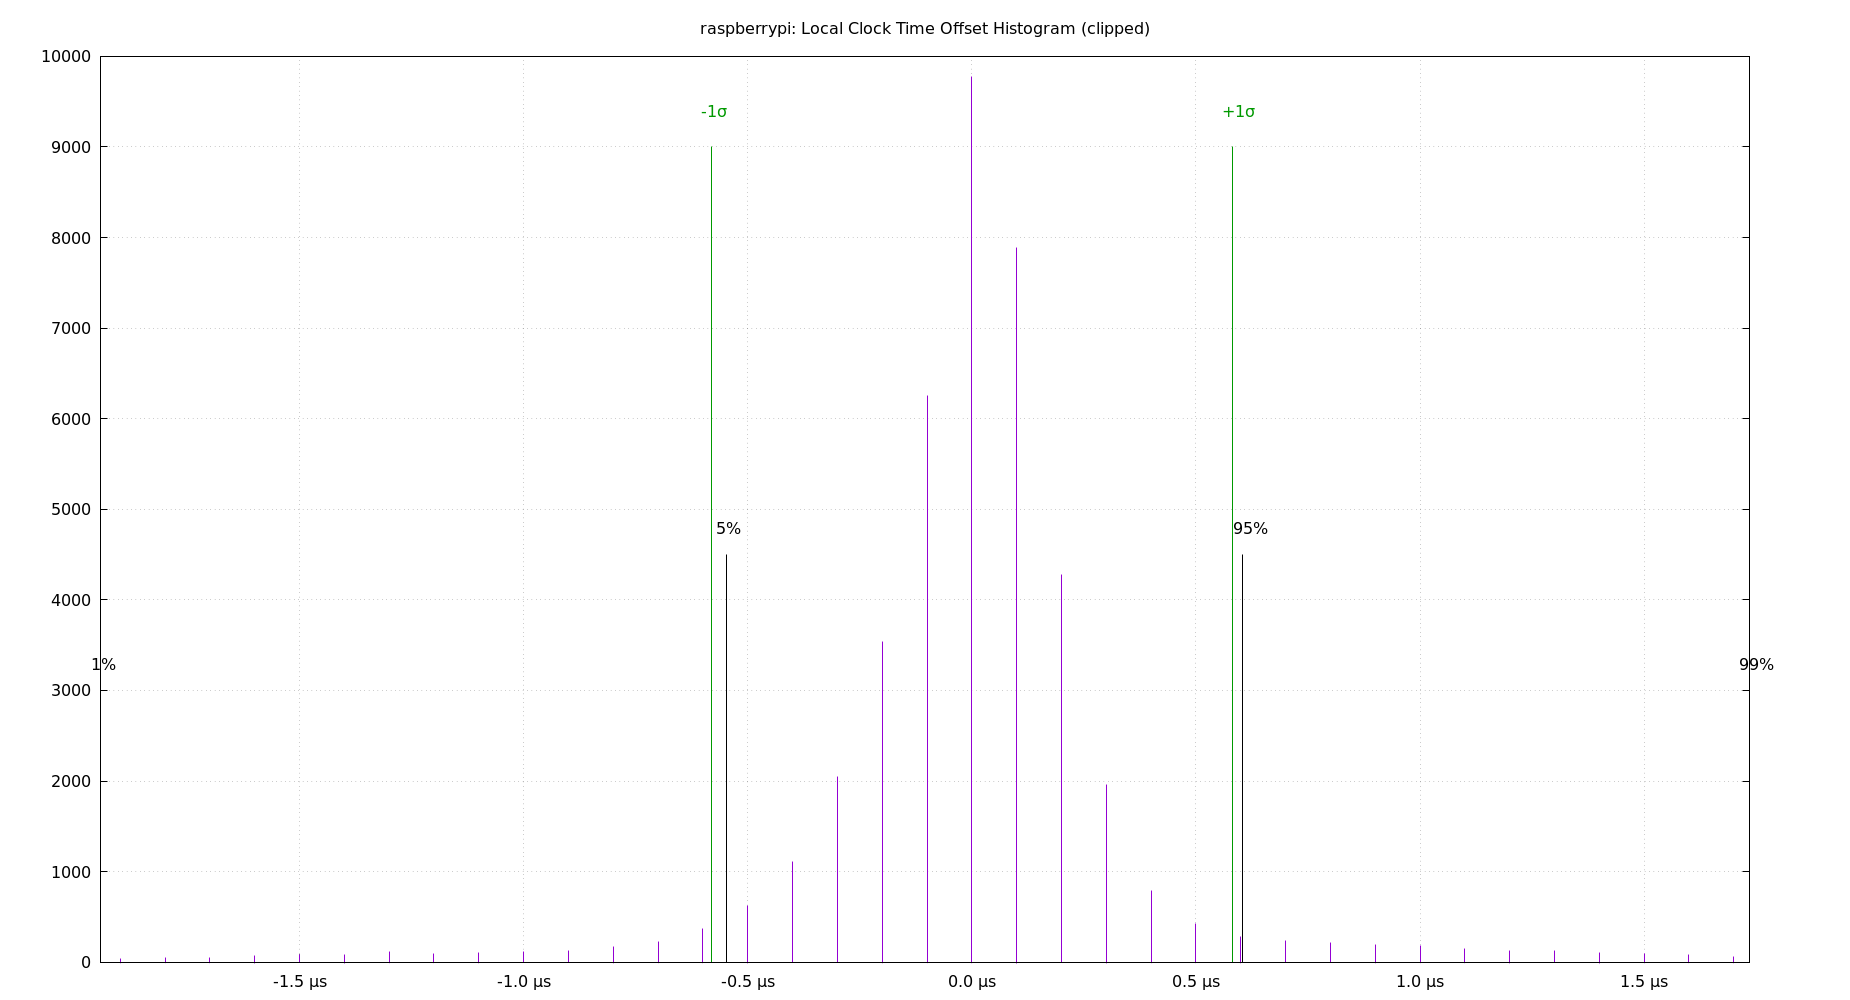 raspberrypi: Local Clock Time Offset Histogram (clipped)
10000
-1σ
+1σ
9000
8000
7000
6000
5000
5%
95%
4000
1%
99%
3000
2000
1000
0
-1.5 µs
-1.0 µs
-0.5 µs
0.0 µs
0.5 µs
1.0 µs
1.5 µs